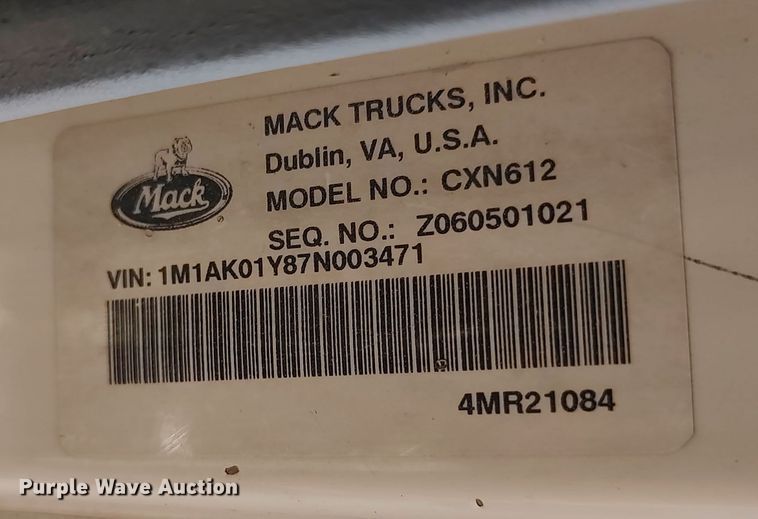 MACK TRUCKS, INC.
Dublin, VA, U.S.A.
Mack
MODEL NO.: CXN612
SEQ. NO.: Z060501021
VIN: 1M1AK01Y87N003471
4MR21084
Purple Wave Auction